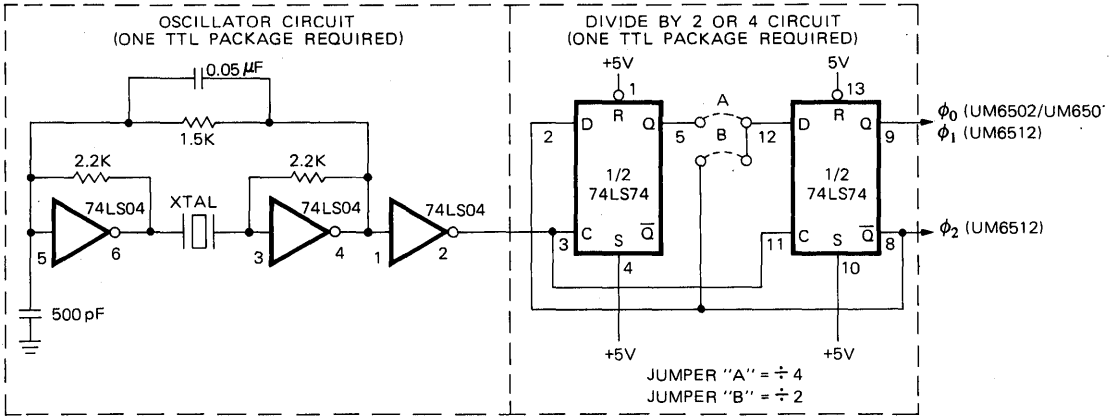 OSCILLATOR CIRCUIT
(ONE TTL PACKAGE REQUIRED)
0.05 μF
1.5K
2.2K
2.2K
74LS04
XTAL
74LS04
74LS04
5
6
3
4
1
2
500 pF
DIVIDE BY 2 OR 4 CIRCUIT
(ONE TTL PACKAGE REQUIRED)
+5V
5V
1
13
R
R
A
2
D
Q
5
12
D
Q
9
B
1/2
74LS74
1/2
74LS74
3
C
S
Q̅
11
C
S
Q̅
8
4
10
+5V
+5V
JUMPER "A" = ÷ 4
JUMPER "B" = ÷ 2
ϕ0 (UM6502/UM650
ϕ1 (UM6512)
ϕ2 (UM6512)